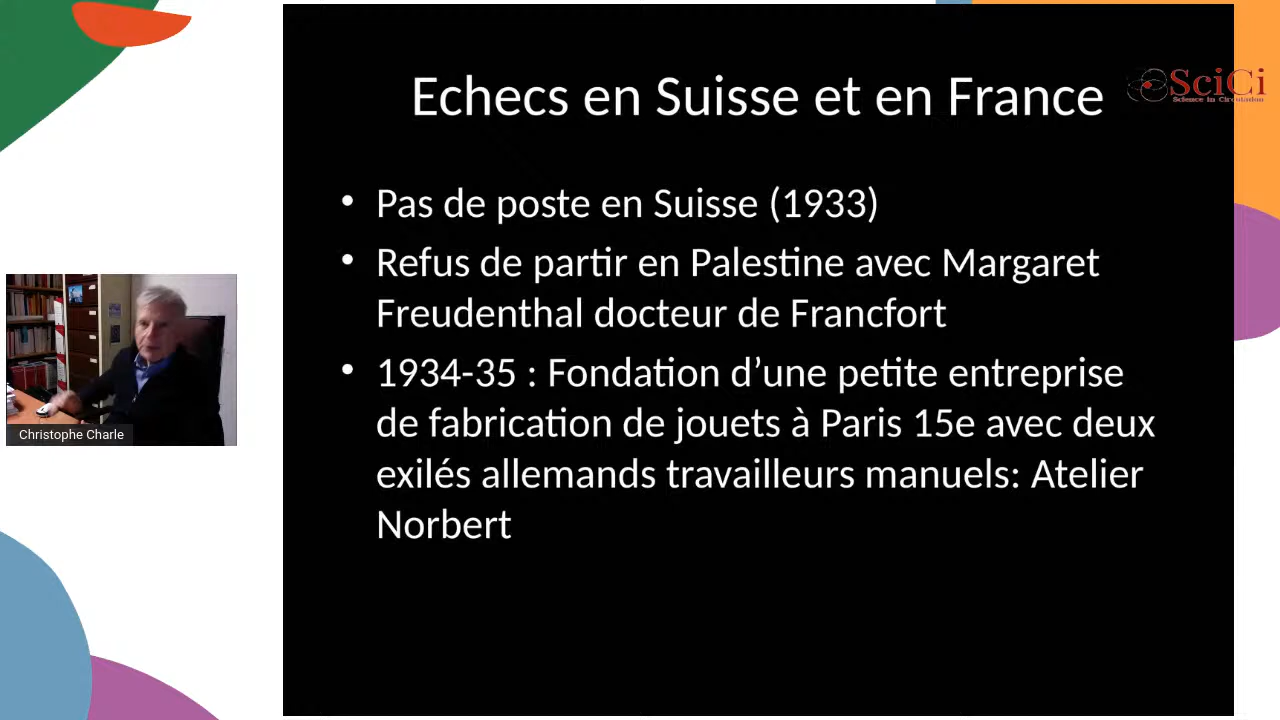 Echecs en Suisse et en France
SciCi
Science in Circulation
• Pas de poste en Suisse (1933)
• Refus de partir en Palestine avec Margaret
Freudenthal docteur de Francfort
• 1934-35 : Fondation d’une petite entreprise
de fabrication de jouets à Paris 15e avec deux
exilés allemands travailleurs manuels: Atelier
Norbert
Christophe Charle